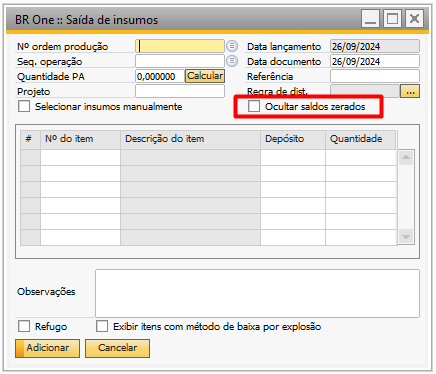 BR One :: Saída de insumos
Nº ordem produção
Data lançamento 26/09/2024
Seq. operação
Data documento 26/09/2024
Quantidade PA 0,000000 Calcular
Referência
Projeto
Regra de dist. ...
Selecionar insumos manualmente
Ocultar saldos zerados
# Nº do item Descrição do item Depósito Quantidade
Observações
Refugo
Exibir itens com método de baixa por explosão
Adicionar Cancelar